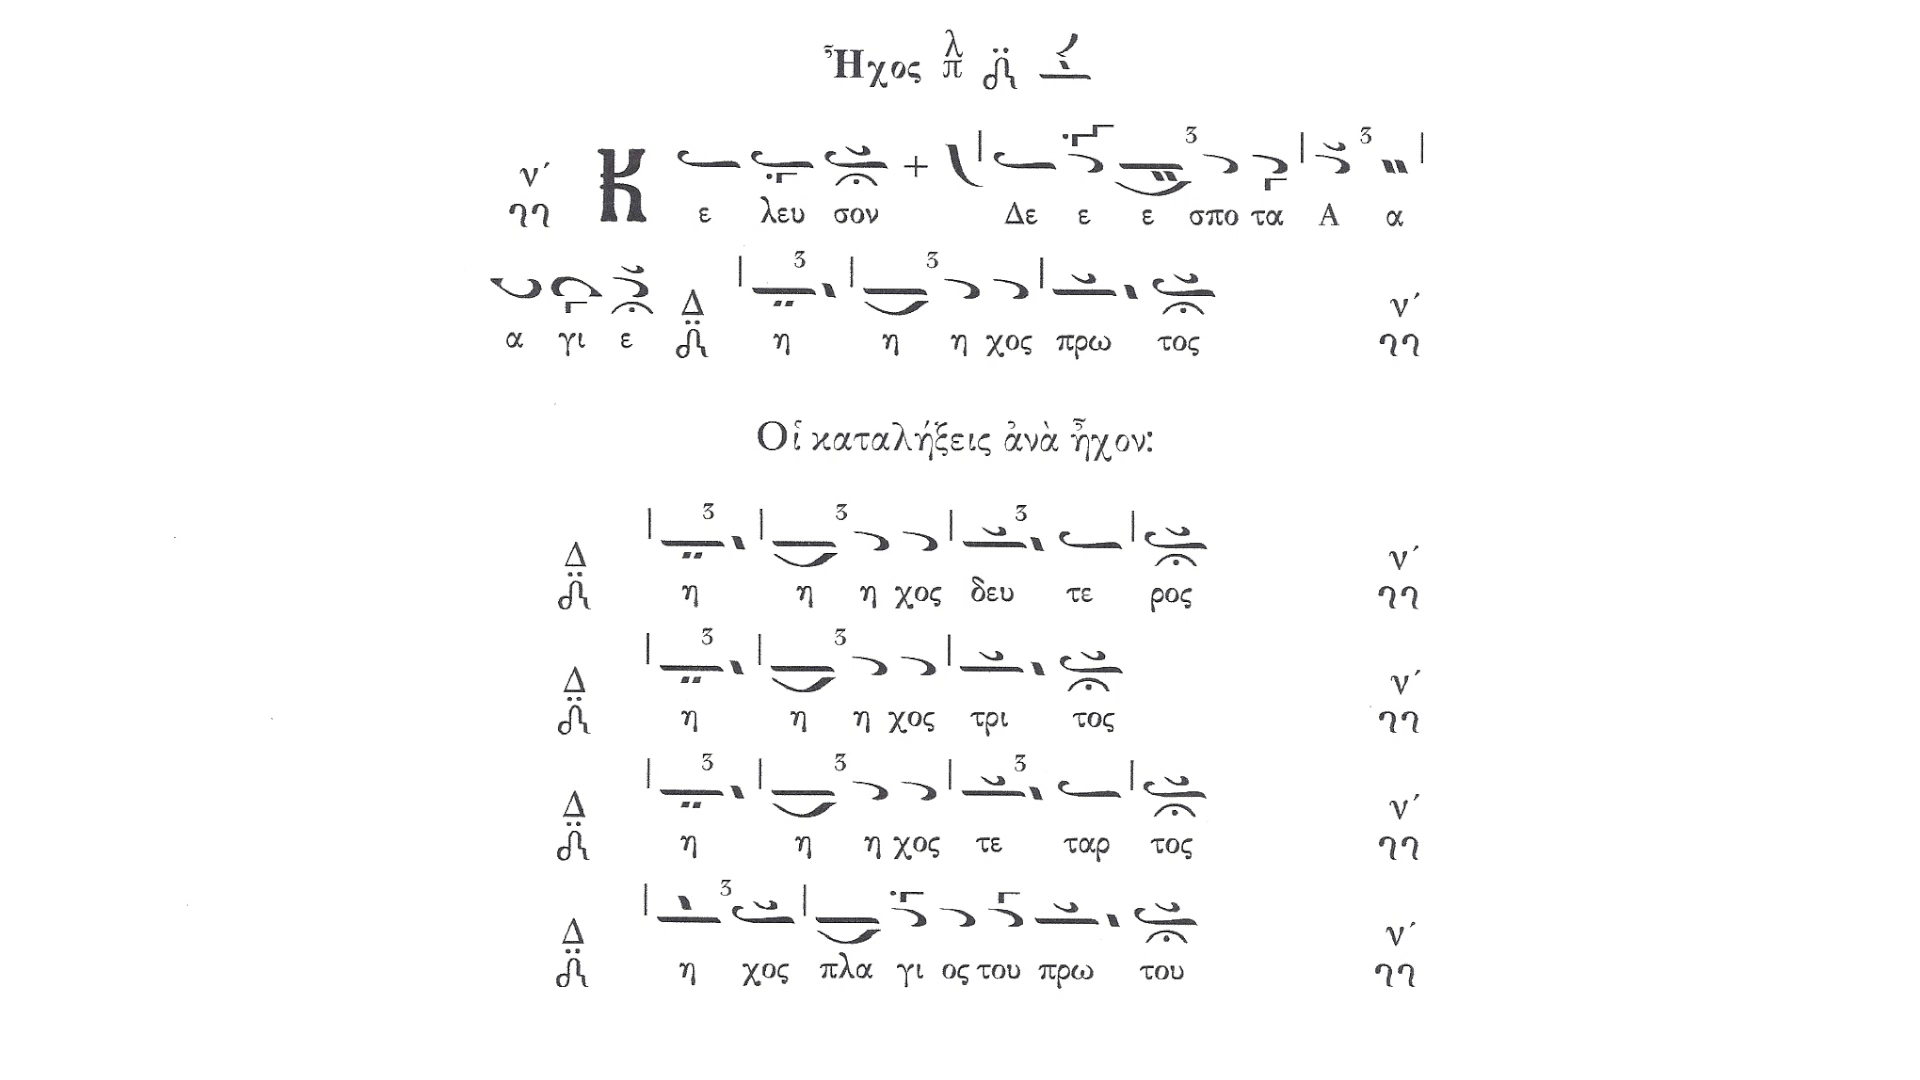 Ἦχος λ π
ν΄ Κ ε λευ σον Δε ε ε σπο τα Α α
α γι ε Δ η η η χος πρω τος ν΄
Οἱ καταλήξεις ἀνὰ ἦχον:
Δ η η η χος δευ τε ρος ν΄
Δ η η η χος τρι τος ν΄
Δ η η η χος τε ταρ τος ν΄
Δ η χος πλα γι ος του πρω του ν΄